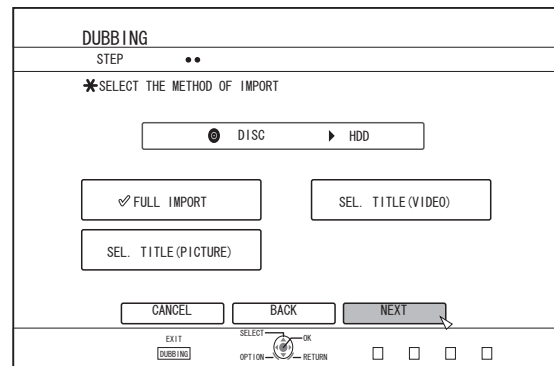 DUBBING
STEP
*SELECT THE METHOD OF IMPORT
DISC ▶ HDD
✓FULL IMPORT
SEL. TITLE(VIDEO)
SEL. TITLE(PICTURE)
CANCEL
BACK
NEXT
EXIT
DUBBING
SELECT
OK
OPTION
RETURN